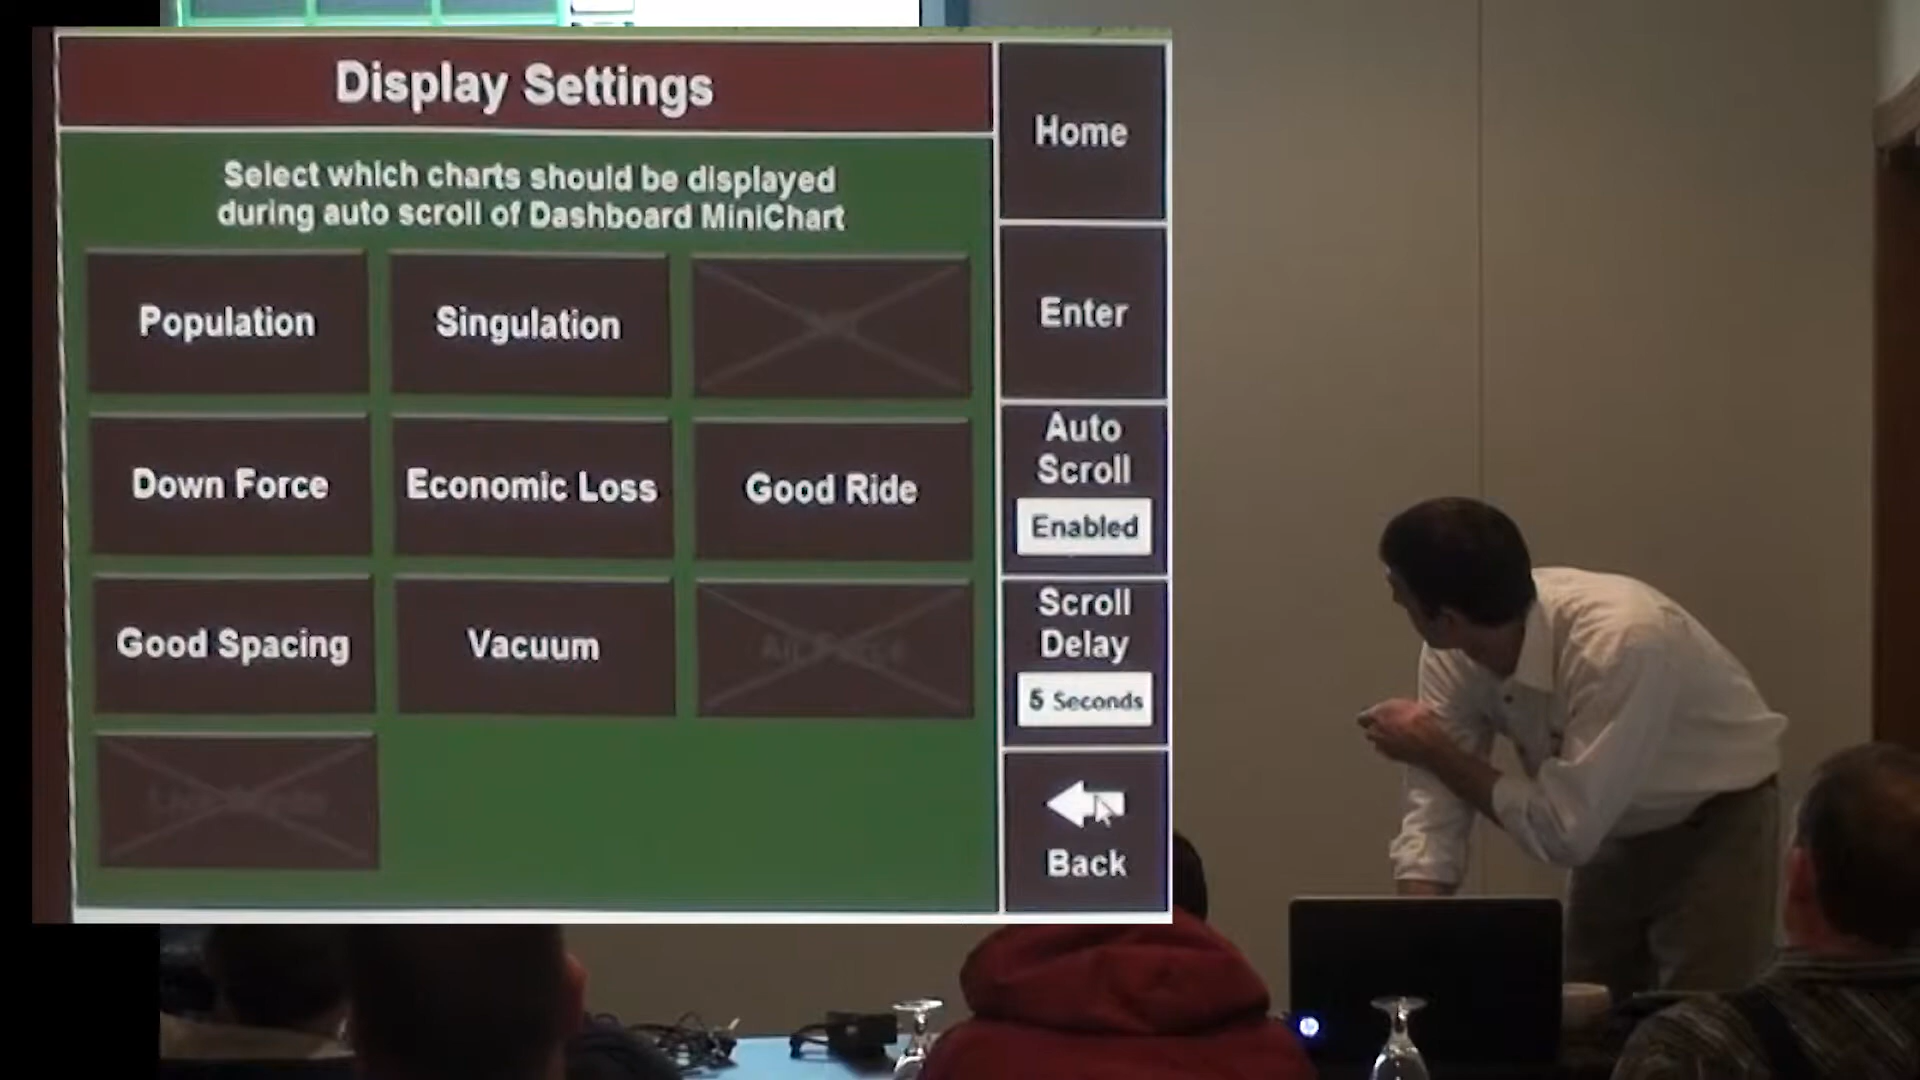 Display Settings
Select which charts should be displayed
during auto scroll of Dashboard MiniChart
Population
Singulation
Down Force
Economic Loss
Good Ride
Good Spacing
Vacuum
Home
Enter
Auto
Scroll
Enabled
Scroll
Delay
5 Seconds
Back